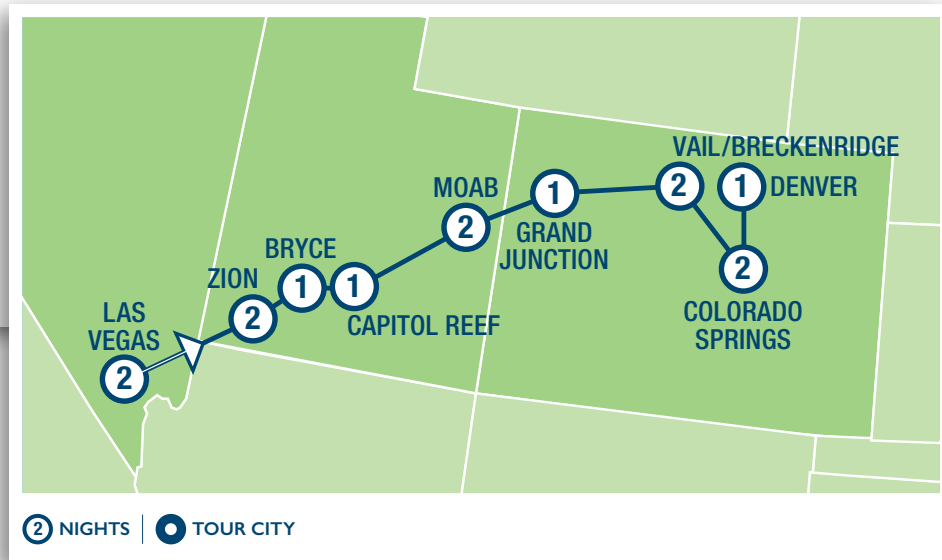 VAIL/BRECKENRIDGE
2
1
DENVER
MOAB
2
1
GRAND
JUNCTION
BRYCE
1
1
CAPITOL REEF
ZION
2
2
COLORADO
SPRINGS
LAS
VEGAS
2
2 NIGHTS
TOUR CITY